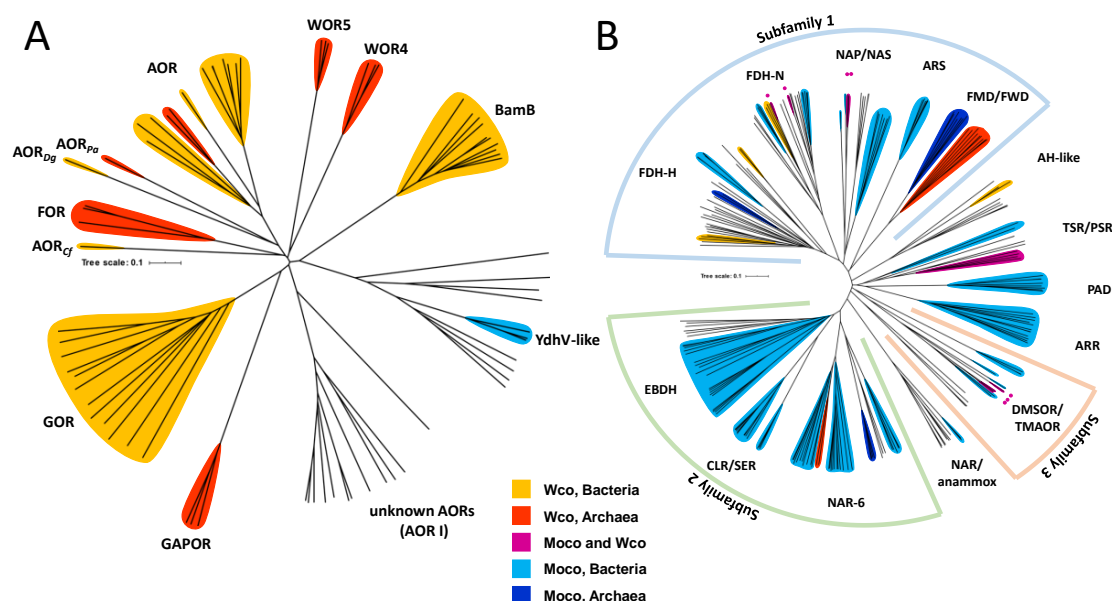 A
WOR5
WOR4
AOR
BamB
AORDg
AORPa
FOR
AORCf
Tree scale: 0.1
YdhV-like
GOR
unknown AORs
(AOR I)
GAPOR
Wco, Bacteria
Wco, Archaea
Moco and Wco
Moco, Bacteria
Moco, Archaea
B
Subfamily 1
NAP/NAS
ARS
FDH-N
FMD/FWD
AH-like
FDH-H
TSR/PSR
Tree scale: 0.1
PAD
ARR
EBDH
DMSOR/
TMAOR
Subfamily 3
CLR/SER
NAR/
anammox
Subfamily 2
NAR-6